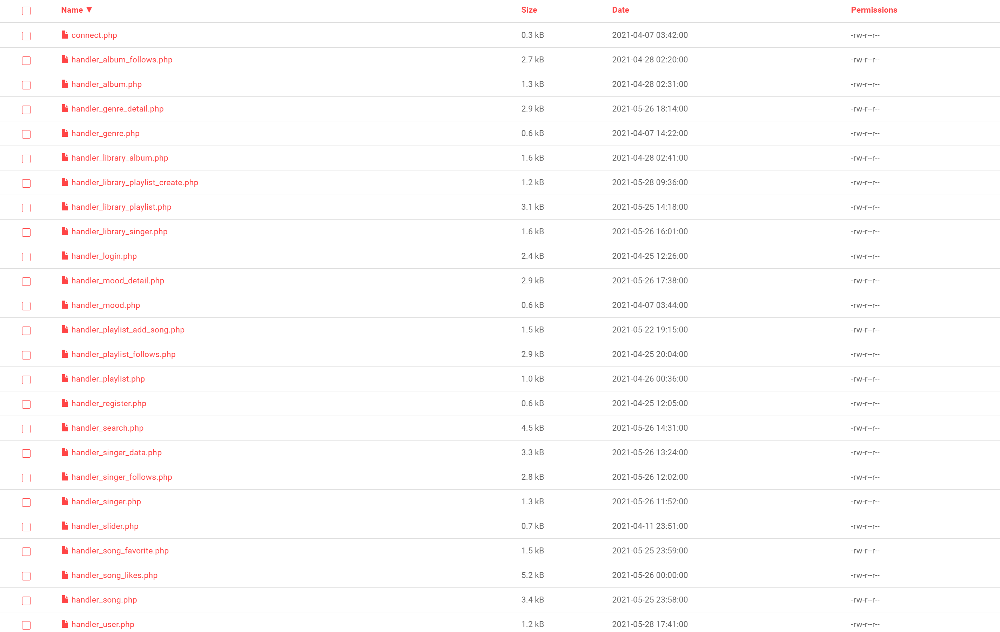 Name ▼ Size Date Permissions
connect.php 0.3 kB 2021-04-07 03:42:00 -rw-r--r--
handler_album_follows.php 2.7 kB 2021-04-28 02:20:00 -rw-r--r--
handler_album.php 1.3 kB 2021-04-28 02:31:00 -rw-r--r--
handler_genre_detail.php 2.9 kB 2021-05-26 18:14:00 -rw-r--r--
handler_genre.php 0.6 kB 2021-04-07 14:22:00 -rw-r--r--
handler_library_album.php 1.6 kB 2021-04-28 02:41:00 -rw-r--r--
handler_library_playlist_create.php 1.2 kB 2021-05-28 09:36:00 -rw-r--r--
handler_library_playlist.php 3.1 kB 2021-05-25 14:18:00 -rw-r--r--
handler_library_singer.php 1.6 kB 2021-05-26 16:01:00 -rw-r--r--
handler_login.php 2.4 kB 2021-04-25 12:26:00 -rw-r--r--
handler_mood_detail.php 2.9 kB 2021-05-26 17:38:00 -rw-r--r--
handler_mood.php 0.6 kB 2021-04-07 03:44:00 -rw-r--r--
handler_playlist_add_song.php 1.5 kB 2021-05-22 19:15:00 -rw-r--r--
handler_playlist_follows.php 2.9 kB 2021-04-25 20:04:00 -rw-r--r--
handler_playlist.php 1.0 kB 2021-04-26 00:36:00 -rw-r--r--
handler_register.php 0.6 kB 2021-04-25 12:05:00 -rw-r--r--
handler_search.php 4.5 kB 2021-05-26 14:31:00 -rw-r--r--
handler_singer_data.php 3.3 kB 2021-05-26 13:24:00 -rw-r--r--
handler_singer_follows.php 2.8 kB 2021-05-26 12:02:00 -rw-r--r--
handler_singer.php 1.3 kB 2021-05-26 11:52:00 -rw-r--r--
handler_slider.php 0.7 kB 2021-04-11 23:51:00 -rw-r--r--
handler_song_favorite.php 1.5 kB 2021-05-25 23:59:00 -rw-r--r--
handler_song_likes.php 5.2 kB 2021-05-26 00:00:00 -rw-r--r--
handler_song.php 3.4 kB 2021-05-25 23:58:00 -rw-r--r--
handler_user.php 1.2 kB 2021-05-28 17:41:00 -rw-r--r--